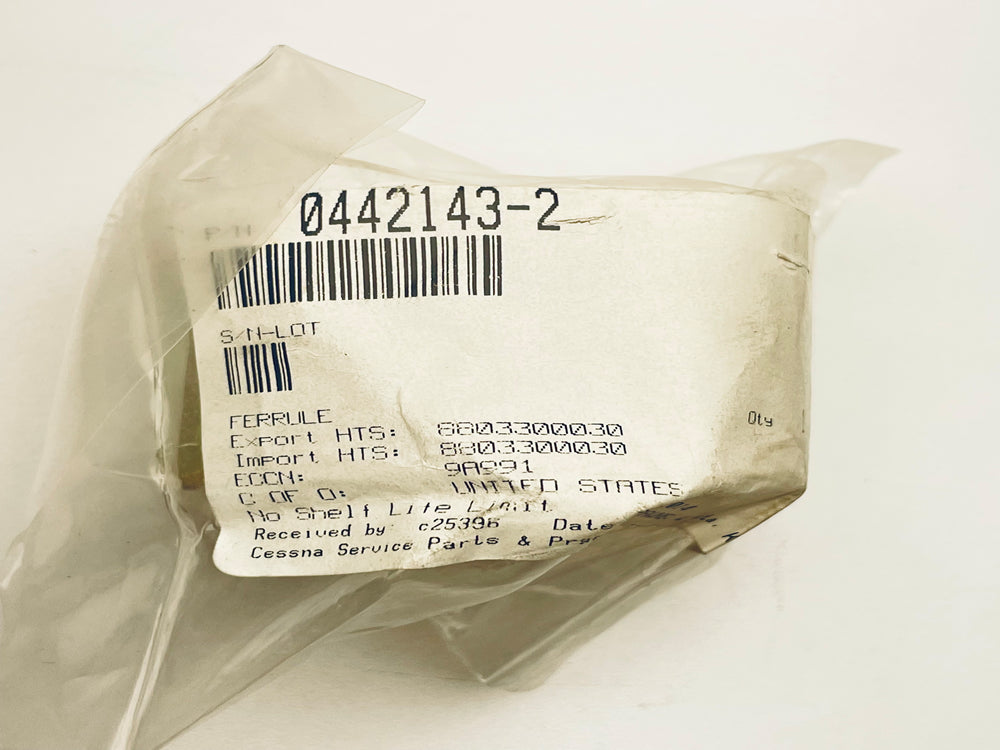 P/N 0442143-2
S/N-LOT
FERRULE
Qty
Export HTS: 8803300030
Import HTS: 8803300030
ECCN: 9A991
C OF O: UNITED STATES
No Shelf Life Limit
Received by c25396 Date
Cessna Service Parts &